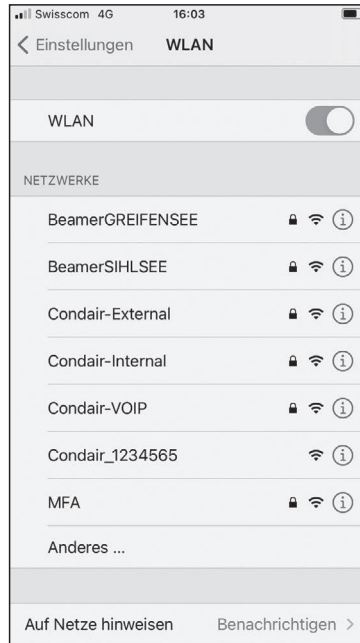 Swisscom 4G 16:03
Einstellungen WLAN
WLAN
NETZWERKE
BeamerGREIFENSEE
BeamerSIHLSEE
Condair-External
Condair-Internal
Condair-VOIP
Condair_1234565
MFA
Anderes ...
Auf Netze hinweisen Benachrichtigen